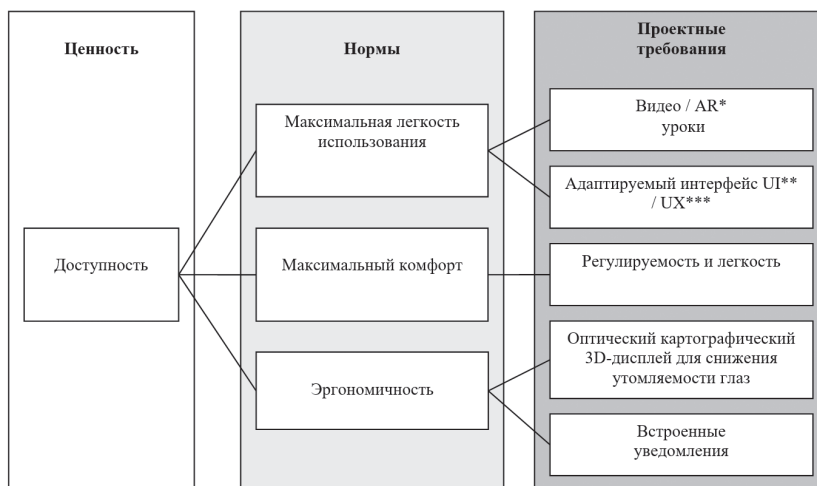 Ценность
Доступность
Нормы
Максимальная легкость
использования
Максимальный комфорт
Эргономичность
Проектные
требования
Видео / AR*
уроки
Адаптируемый интерфейс UI**
/ UX***
Регулируемость и легкость
Оптический картографический
3D-дисплей для снижения
утомляемости глаз
Встроенные
уведомления